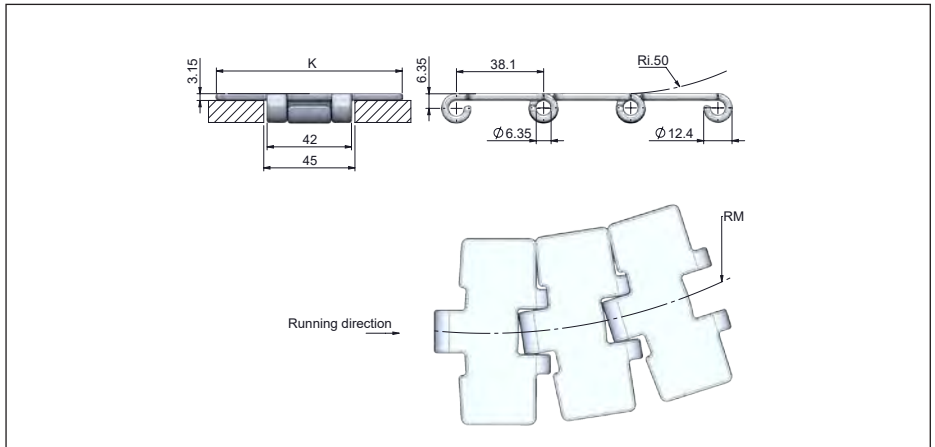 3.15
K
42
45
6.35
38.1
Ri.50
Ø6.35
Ø12.4
RM
Running direction